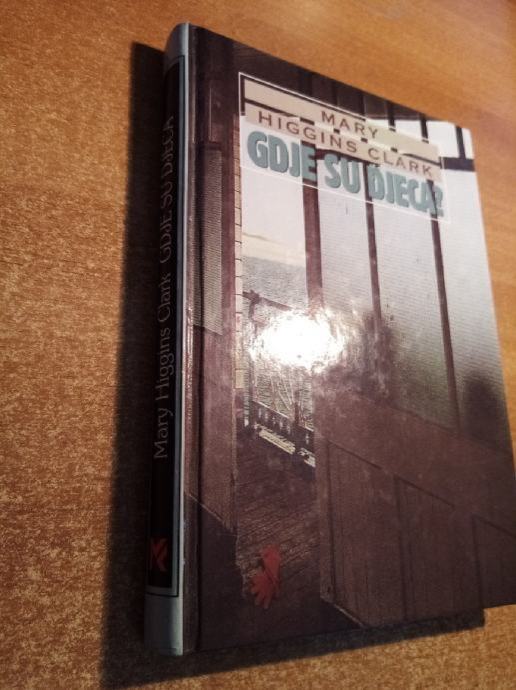 MARY
HIGGINS CLARK
GDJE SU DJECA?
Mary Higgins Clark GDJE SU DJECA